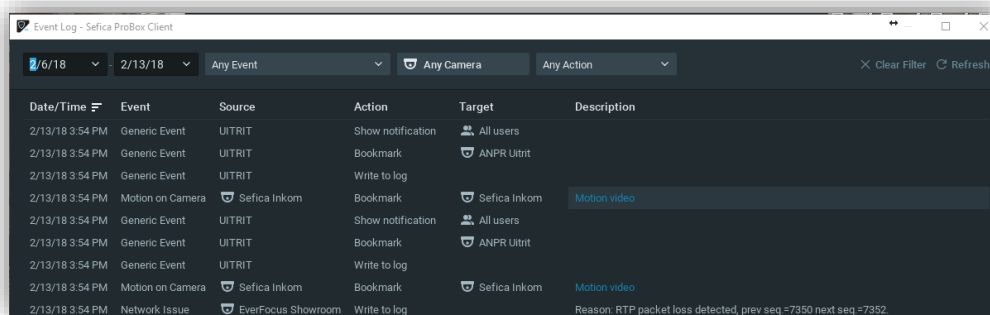 Event Log - Sefica ProBox Client
2/6/18 - 2/13/18 Any Event Any Camera Any Action Clear Filter Refresh
Date/Time Event Source Action Target Description
2/13/18 3:54 PM Generic Event UITRIT Show notification All users
2/13/18 3:54 PM Generic Event UITRIT Bookmark ANPR Uitrit
2/13/18 3:54 PM Generic Event UITRIT Write to log
2/13/18 3:54 PM Motion on Camera Sefica Inkom Bookmark Sefica Inkom Motion video
2/13/18 3:54 PM Generic Event UITRIT Show notification All users
2/13/18 3:54 PM Generic Event UITRIT Bookmark ANPR Uitrit
2/13/18 3:54 PM Generic Event UITRIT Write to log
2/13/18 3:54 PM Motion on Camera Sefica Inkom Bookmark Sefica Inkom Motion video
2/13/18 3:54 PM Network Issue EverFocus Showroom Write to log Reason: RTP packet loss detected, prev seq.=7350 next seq.=7352.